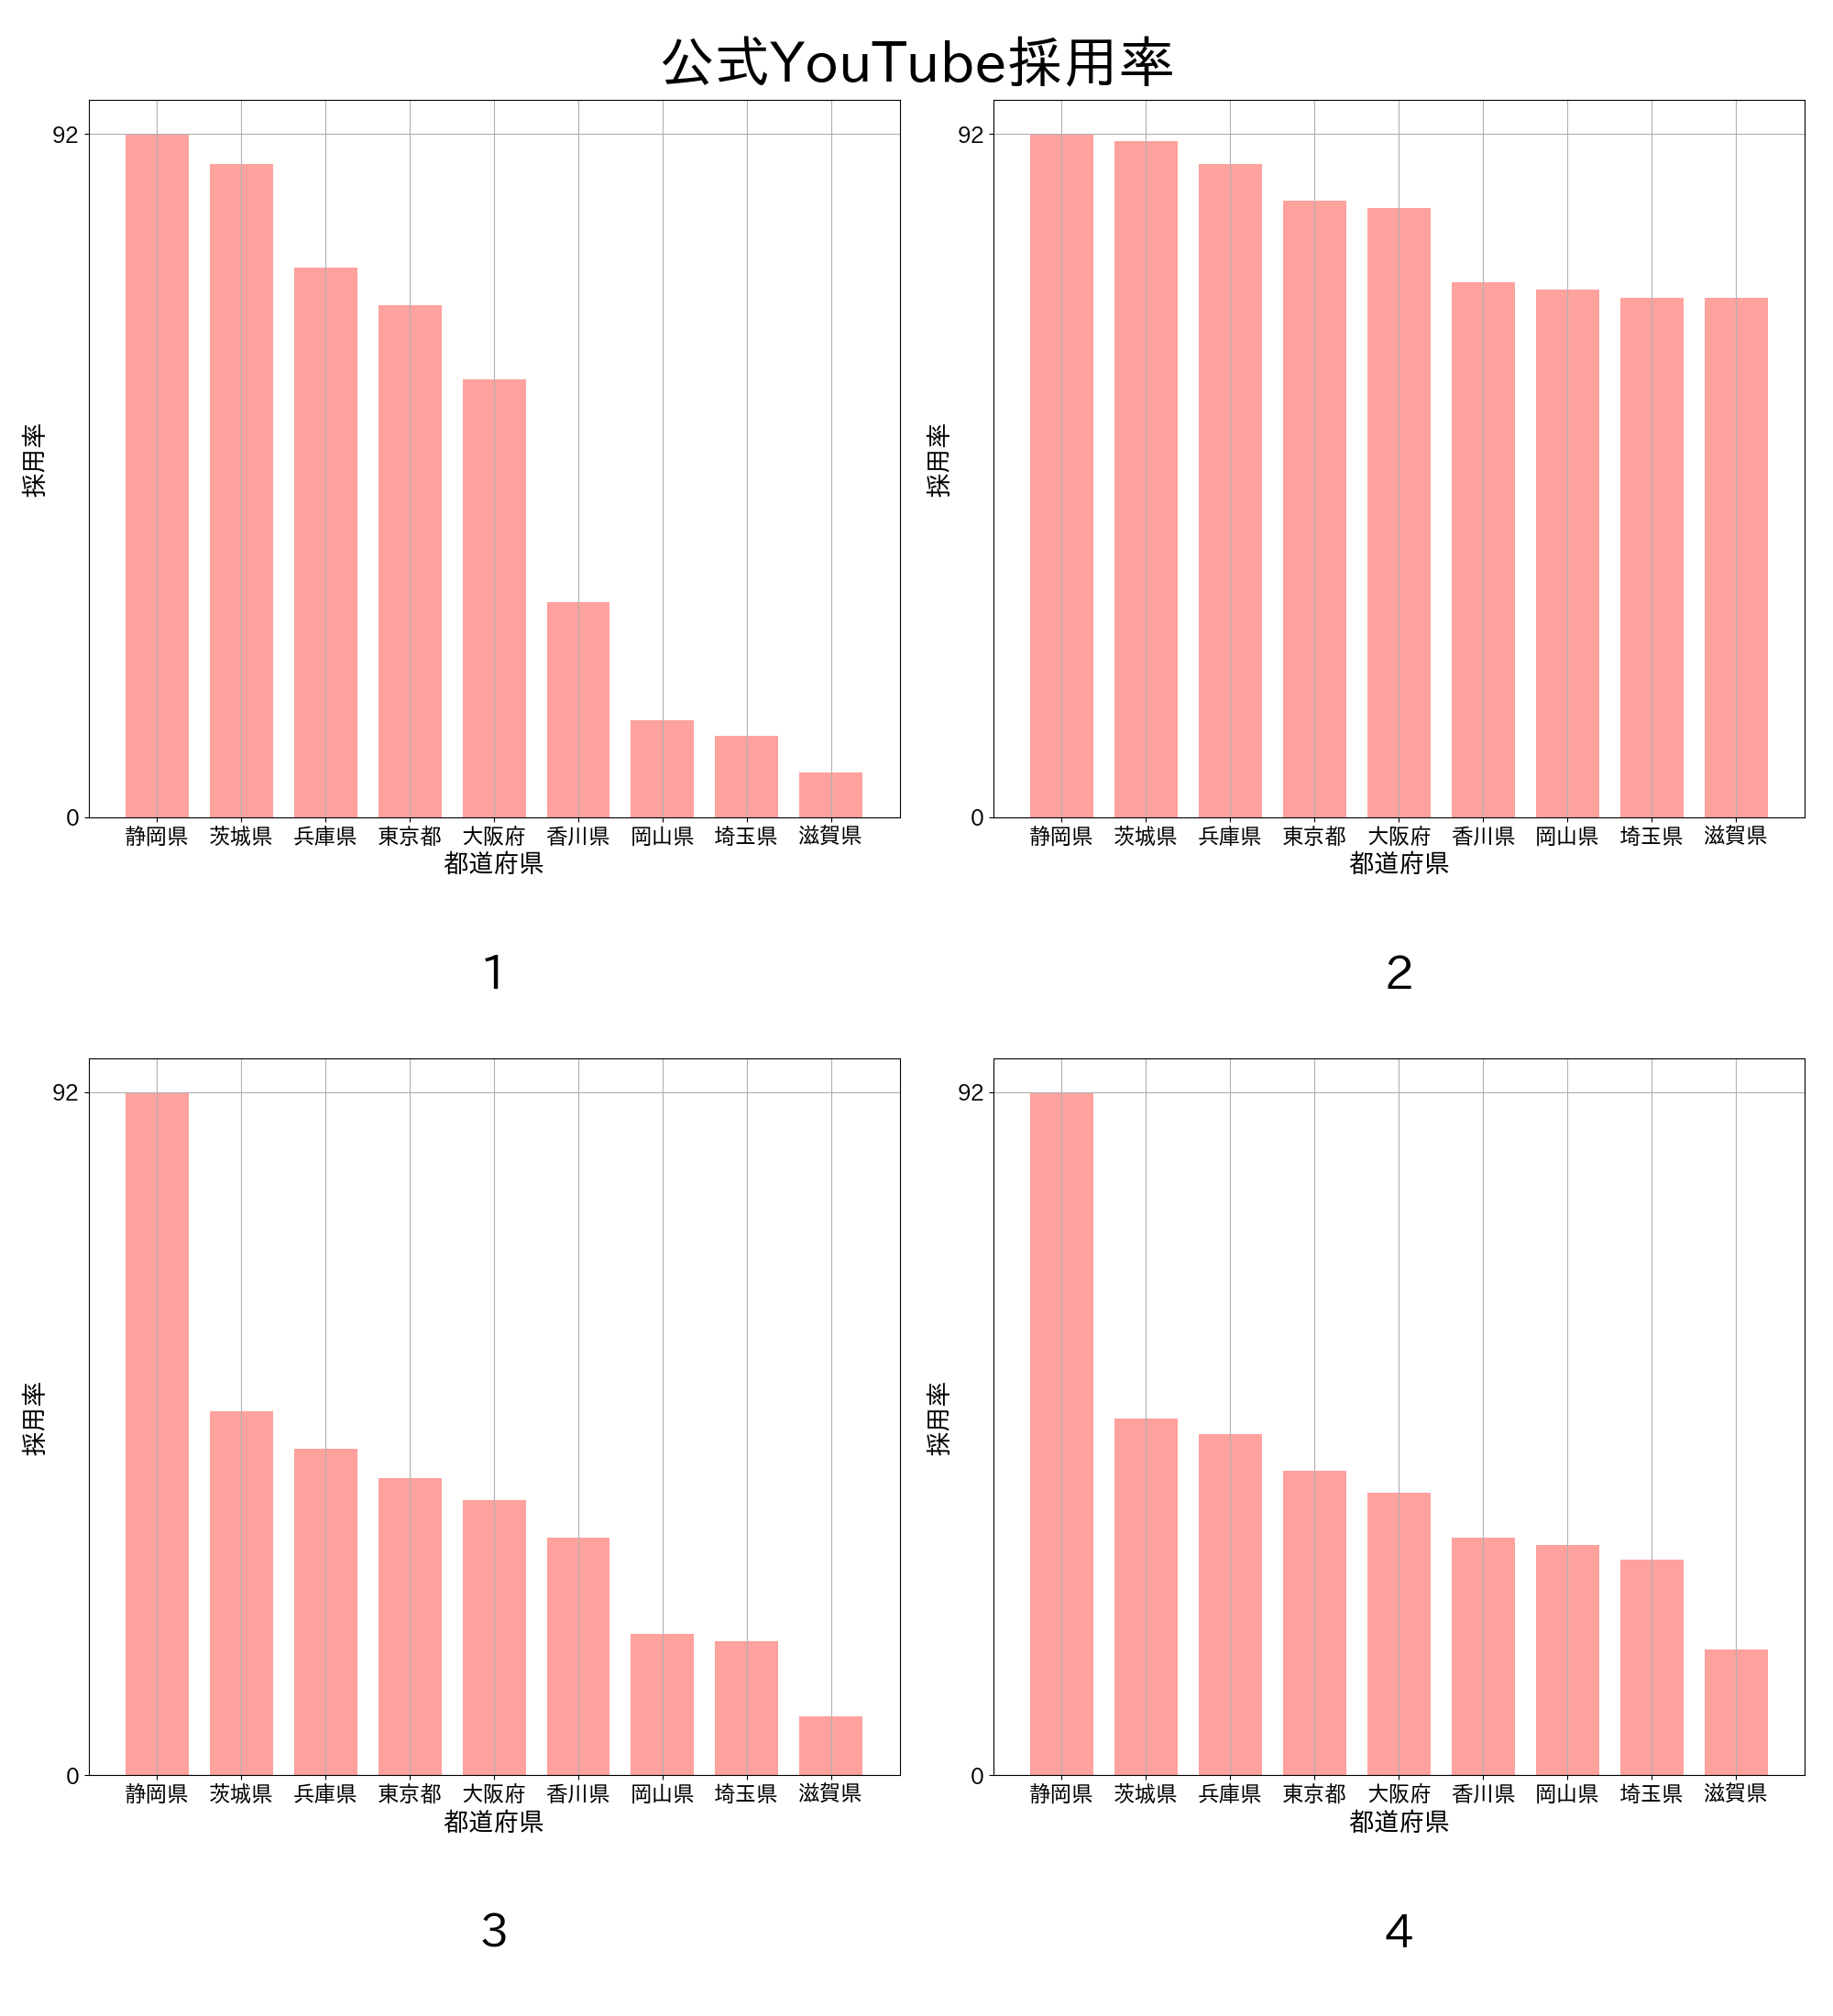 公式YouTube採用率
92
0
採用率
静岡県 茨城県 兵庫県 東京都 大阪府 香川県 岡山県 埼玉県 滋賀県
都道府県
1
92
0
採用率
静岡県 茨城県 兵庫県 東京都 大阪府 香川県 岡山県 埼玉県 滋賀県
都道府県
2
92
0
採用率
静岡県 茨城県 兵庫県 東京都 大阪府 香川県 岡山県 埼玉県 滋賀県
都道府県
3
92
0
採用率
静岡県 茨城県 兵庫県 東京都 大阪府 香川県 岡山県 埼玉県 滋賀県
都道府県
4